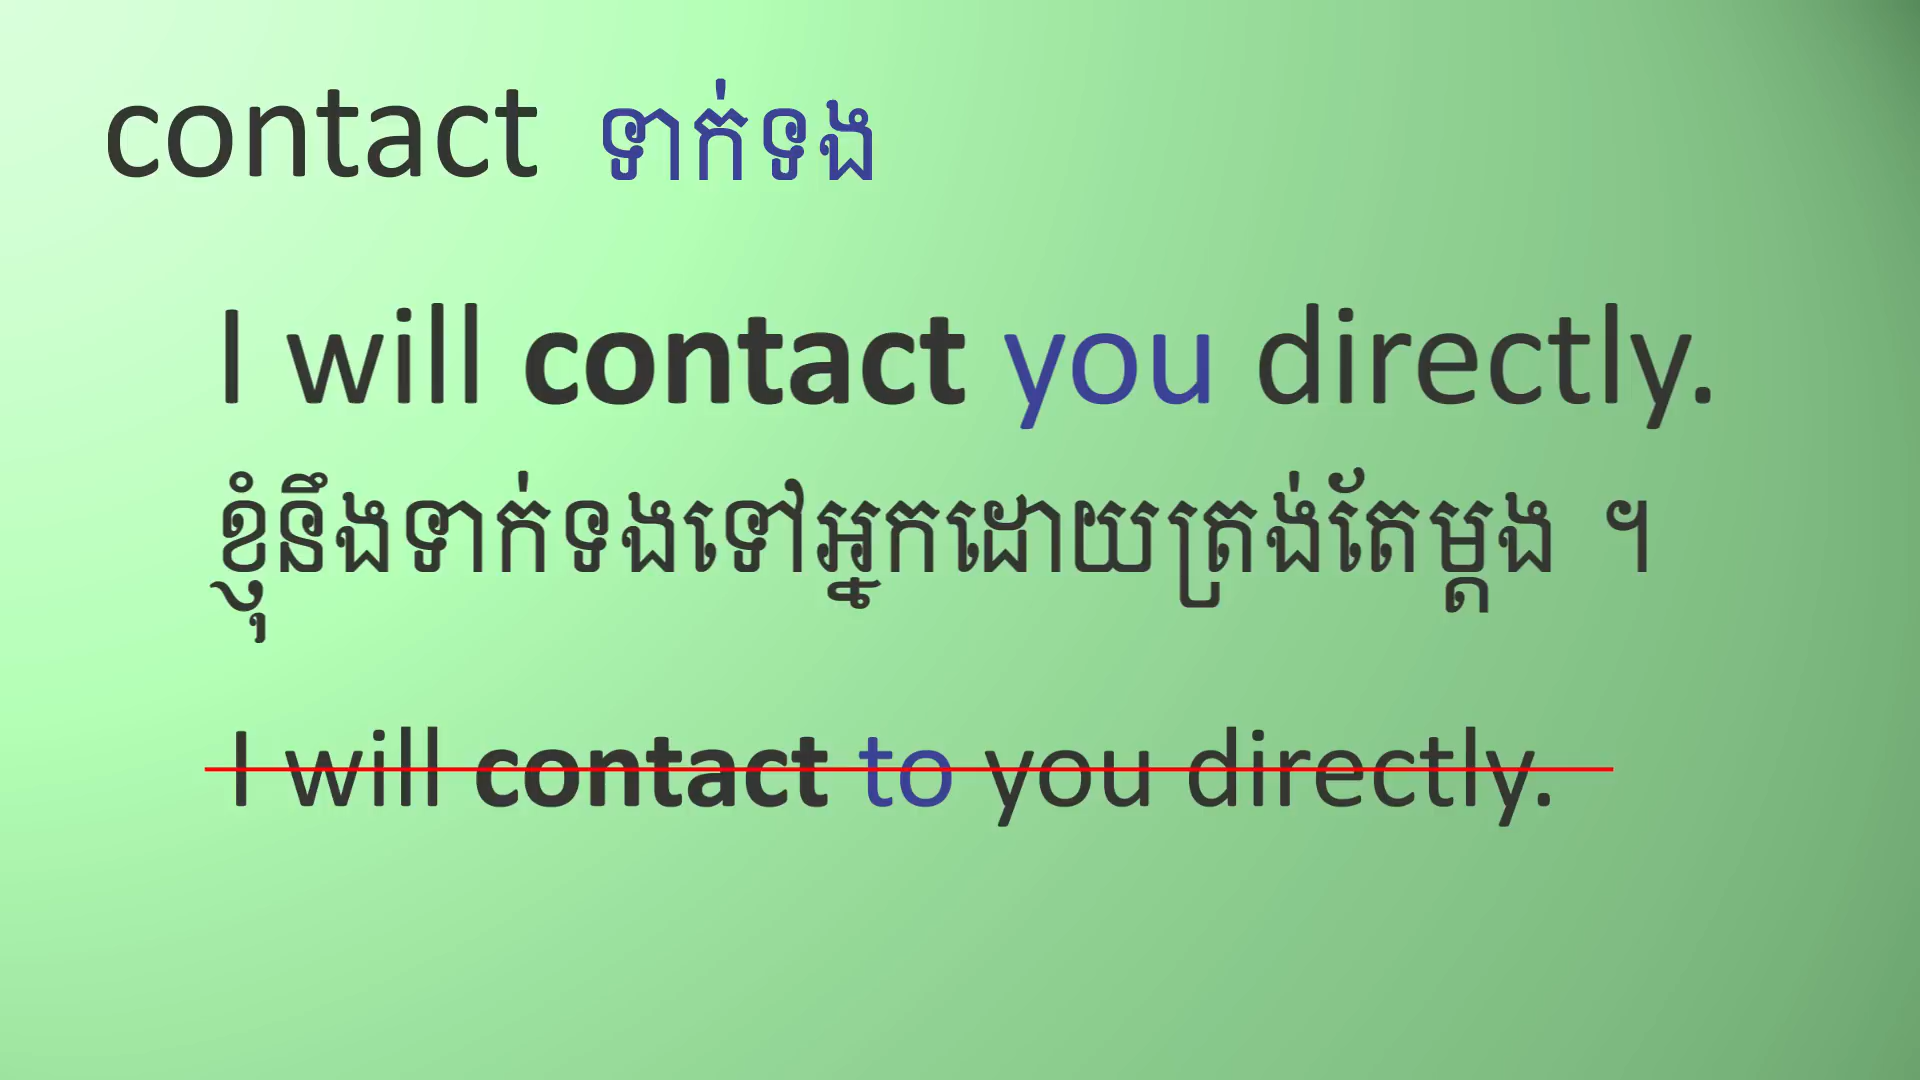 contact ទាក់ទង
I will contact you directly.
ខ្ញុំនឹងទាក់ទងទៅអ្នកដោយត្រង់តែម្តង ។
I will contact to you directly.